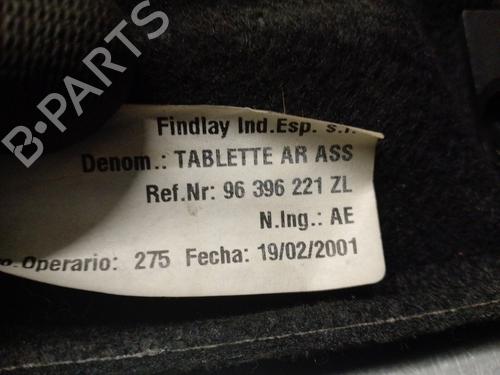 Findlay Ind.Esp. s.l.
Denom.: TABLETTE AR ASS
Ref.Nr: 96 396 221 ZL
N.Ing.: AE
.Operario: 275 Fecha: 19/02/2001
B-PARTS